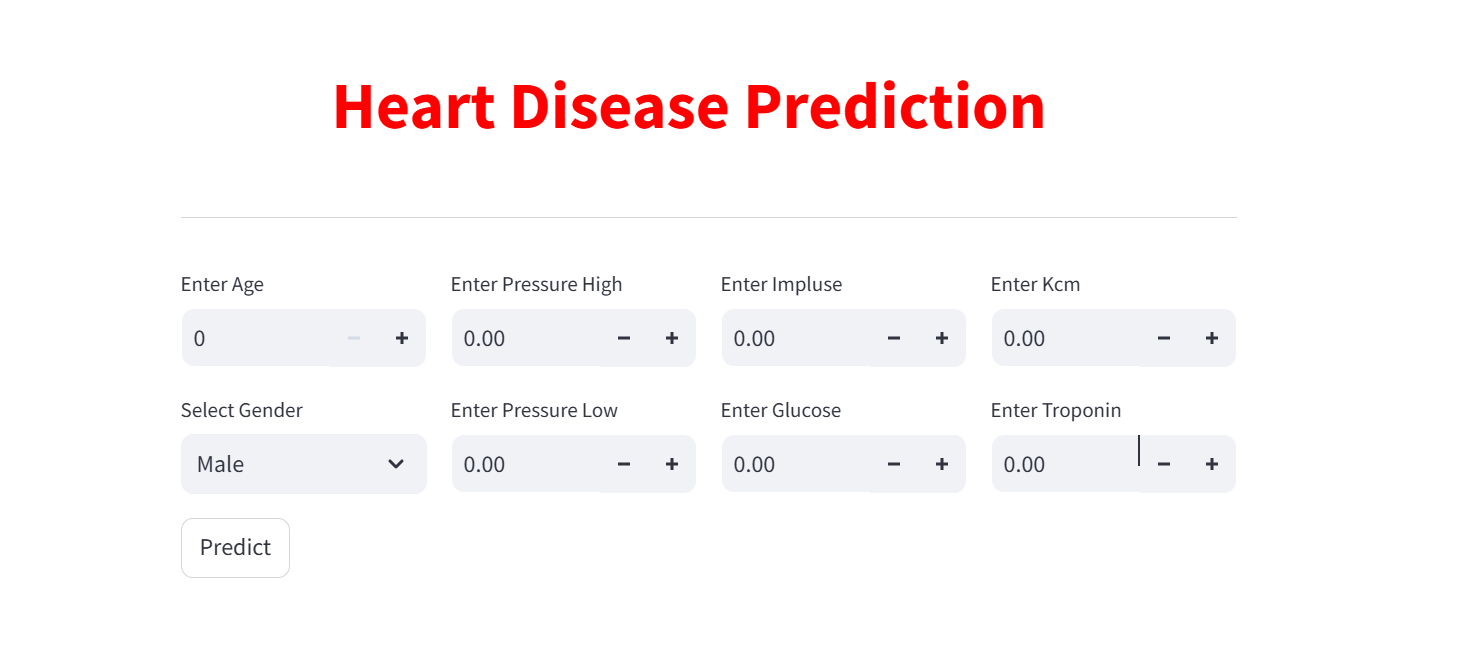 Heart Disease Prediction
Enter Age
Enter Pressure High
Enter Impluse
Enter Kcm
0
0.00
0.00
0.00
Select Gender
Enter Pressure Low
Enter Glucose
Enter Troponin
Male
0.00
0.00
0.00
Predict